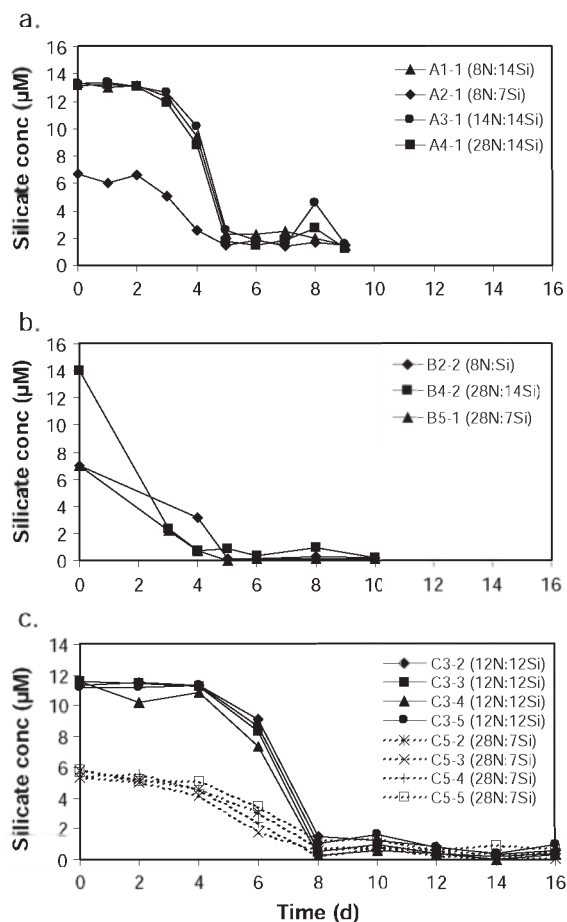 a.
Silicate conc (µM)
16
14
12
10
8
6
4
2
0
0 2 4 6 8 10 12 14 16
A1-1 (8N:14Si)
A2-1 (8N:7Si)
A3-1 (14N:14Si)
A4-1 (28N:14Si)
b.
Silicate conc (µM)
16
14
12
10
8
6
4
2
0
0 2 4 6 8 10 12 14 16
B2-2 (8N:Si)
B4-2 (28N:14Si)
B5-1 (28N:7Si)
c.
Silicate conc (µM)
14
12
10
8
6
4
2
0
0 2 4 6 8 10 12 14 16
C3-2 (12N:12Si)
C3-3 (12N:12Si)
C3-4 (12N:12Si)
C3-5 (12N:12Si)
C5-2 (28N:7Si)
C5-3 (28N:7Si)
C5-4 (28N:7Si)
C5-5 (28N:7Si)
Time (d)